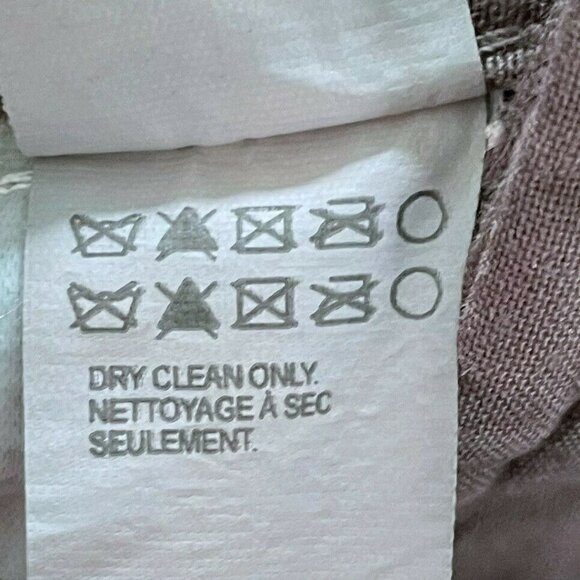 DRY CLEAN ONLY.
NETTOYAGE À SEC
SEULEMENT.